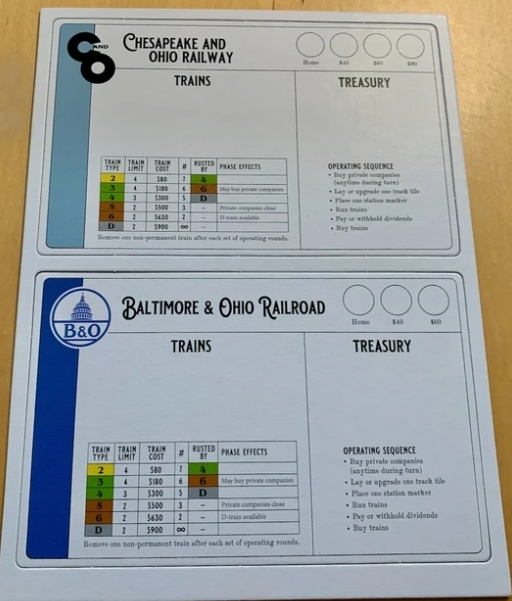 C AND O
CHESAPEAKE AND
OHIO RAILWAY
Home $40 $60 $80
TRAINS
TREASURY
TRAIN TYPE TRAIN LIMIT TRAIN COST # RUSTED BY PHASE EFFECTS
2 4 $80 7 4
3 4 $180 6 6 May buy private companies
4 3 $300 5 D
5 2 $500 3 – Private companies close
6 2 $630 2 – D-train available
D 2 $900 ∞ –
Remove one non-permanent train after each set of operating rounds.
OPERATING SEQUENCE
• Buy private companies
(anytime during turn)
• Lay or upgrade one track tile
• Place one station marker
• Run trains
• Pay or withhold dividends
• Buy trains
B&O
BALTIMORE & OHIO RAILROAD
Home $40 $60
TRAINS
TREASURY
TRAIN TYPE TRAIN LIMIT TRAIN COST # RUSTED BY PHASE EFFECTS
2 4 $80 7 4
3 4 $180 6 6 May buy private companies
4 3 $300 5 D
5 2 $500 3 – Private companies close
6 2 $630 2 – D-train available
D 2 $900 ∞ –
Remove one non-permanent train after each set of operating rounds.
OPERATING SEQUENCE
• Buy private companies
(anytime during turn)
• Lay or upgrade one track tile
• Place one station marker
• Run trains
• Pay or withhold dividends
• Buy trains